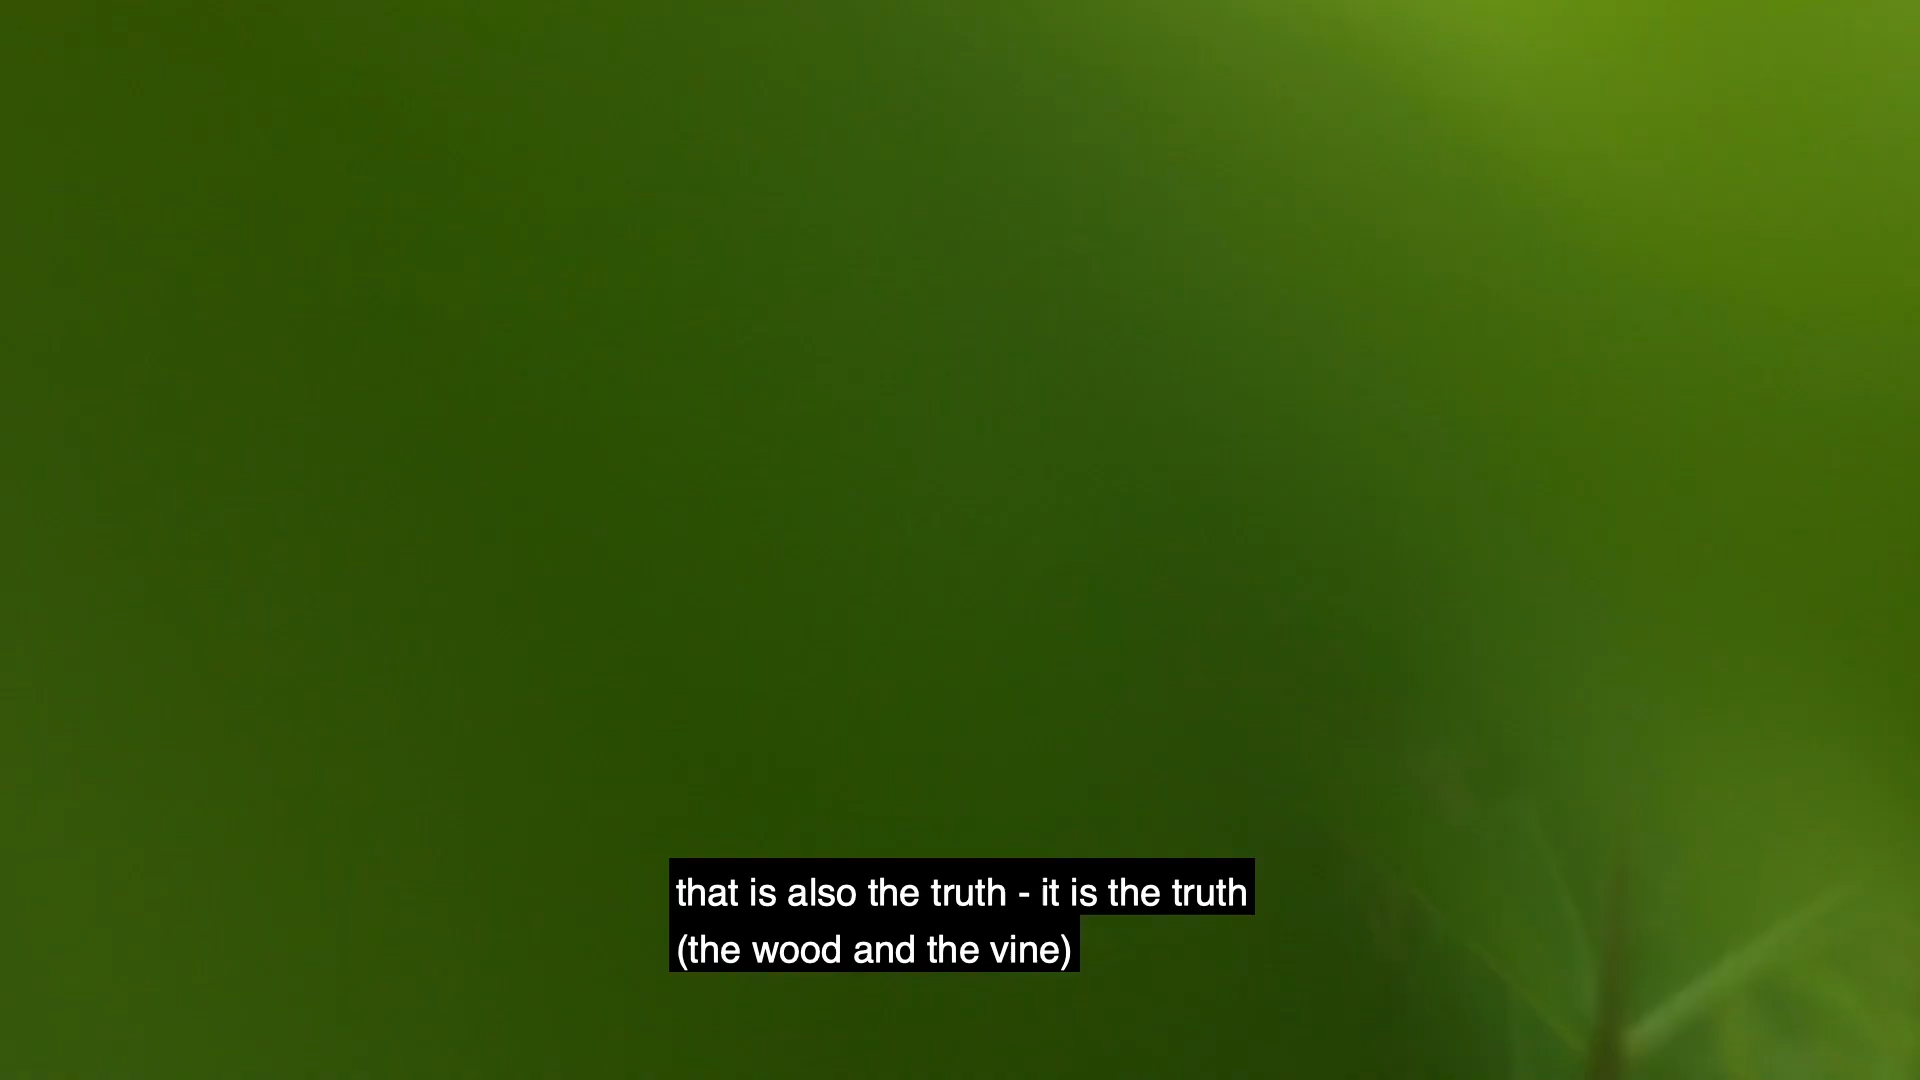 that is also the truth - it is the truth
(the wood and the vine)